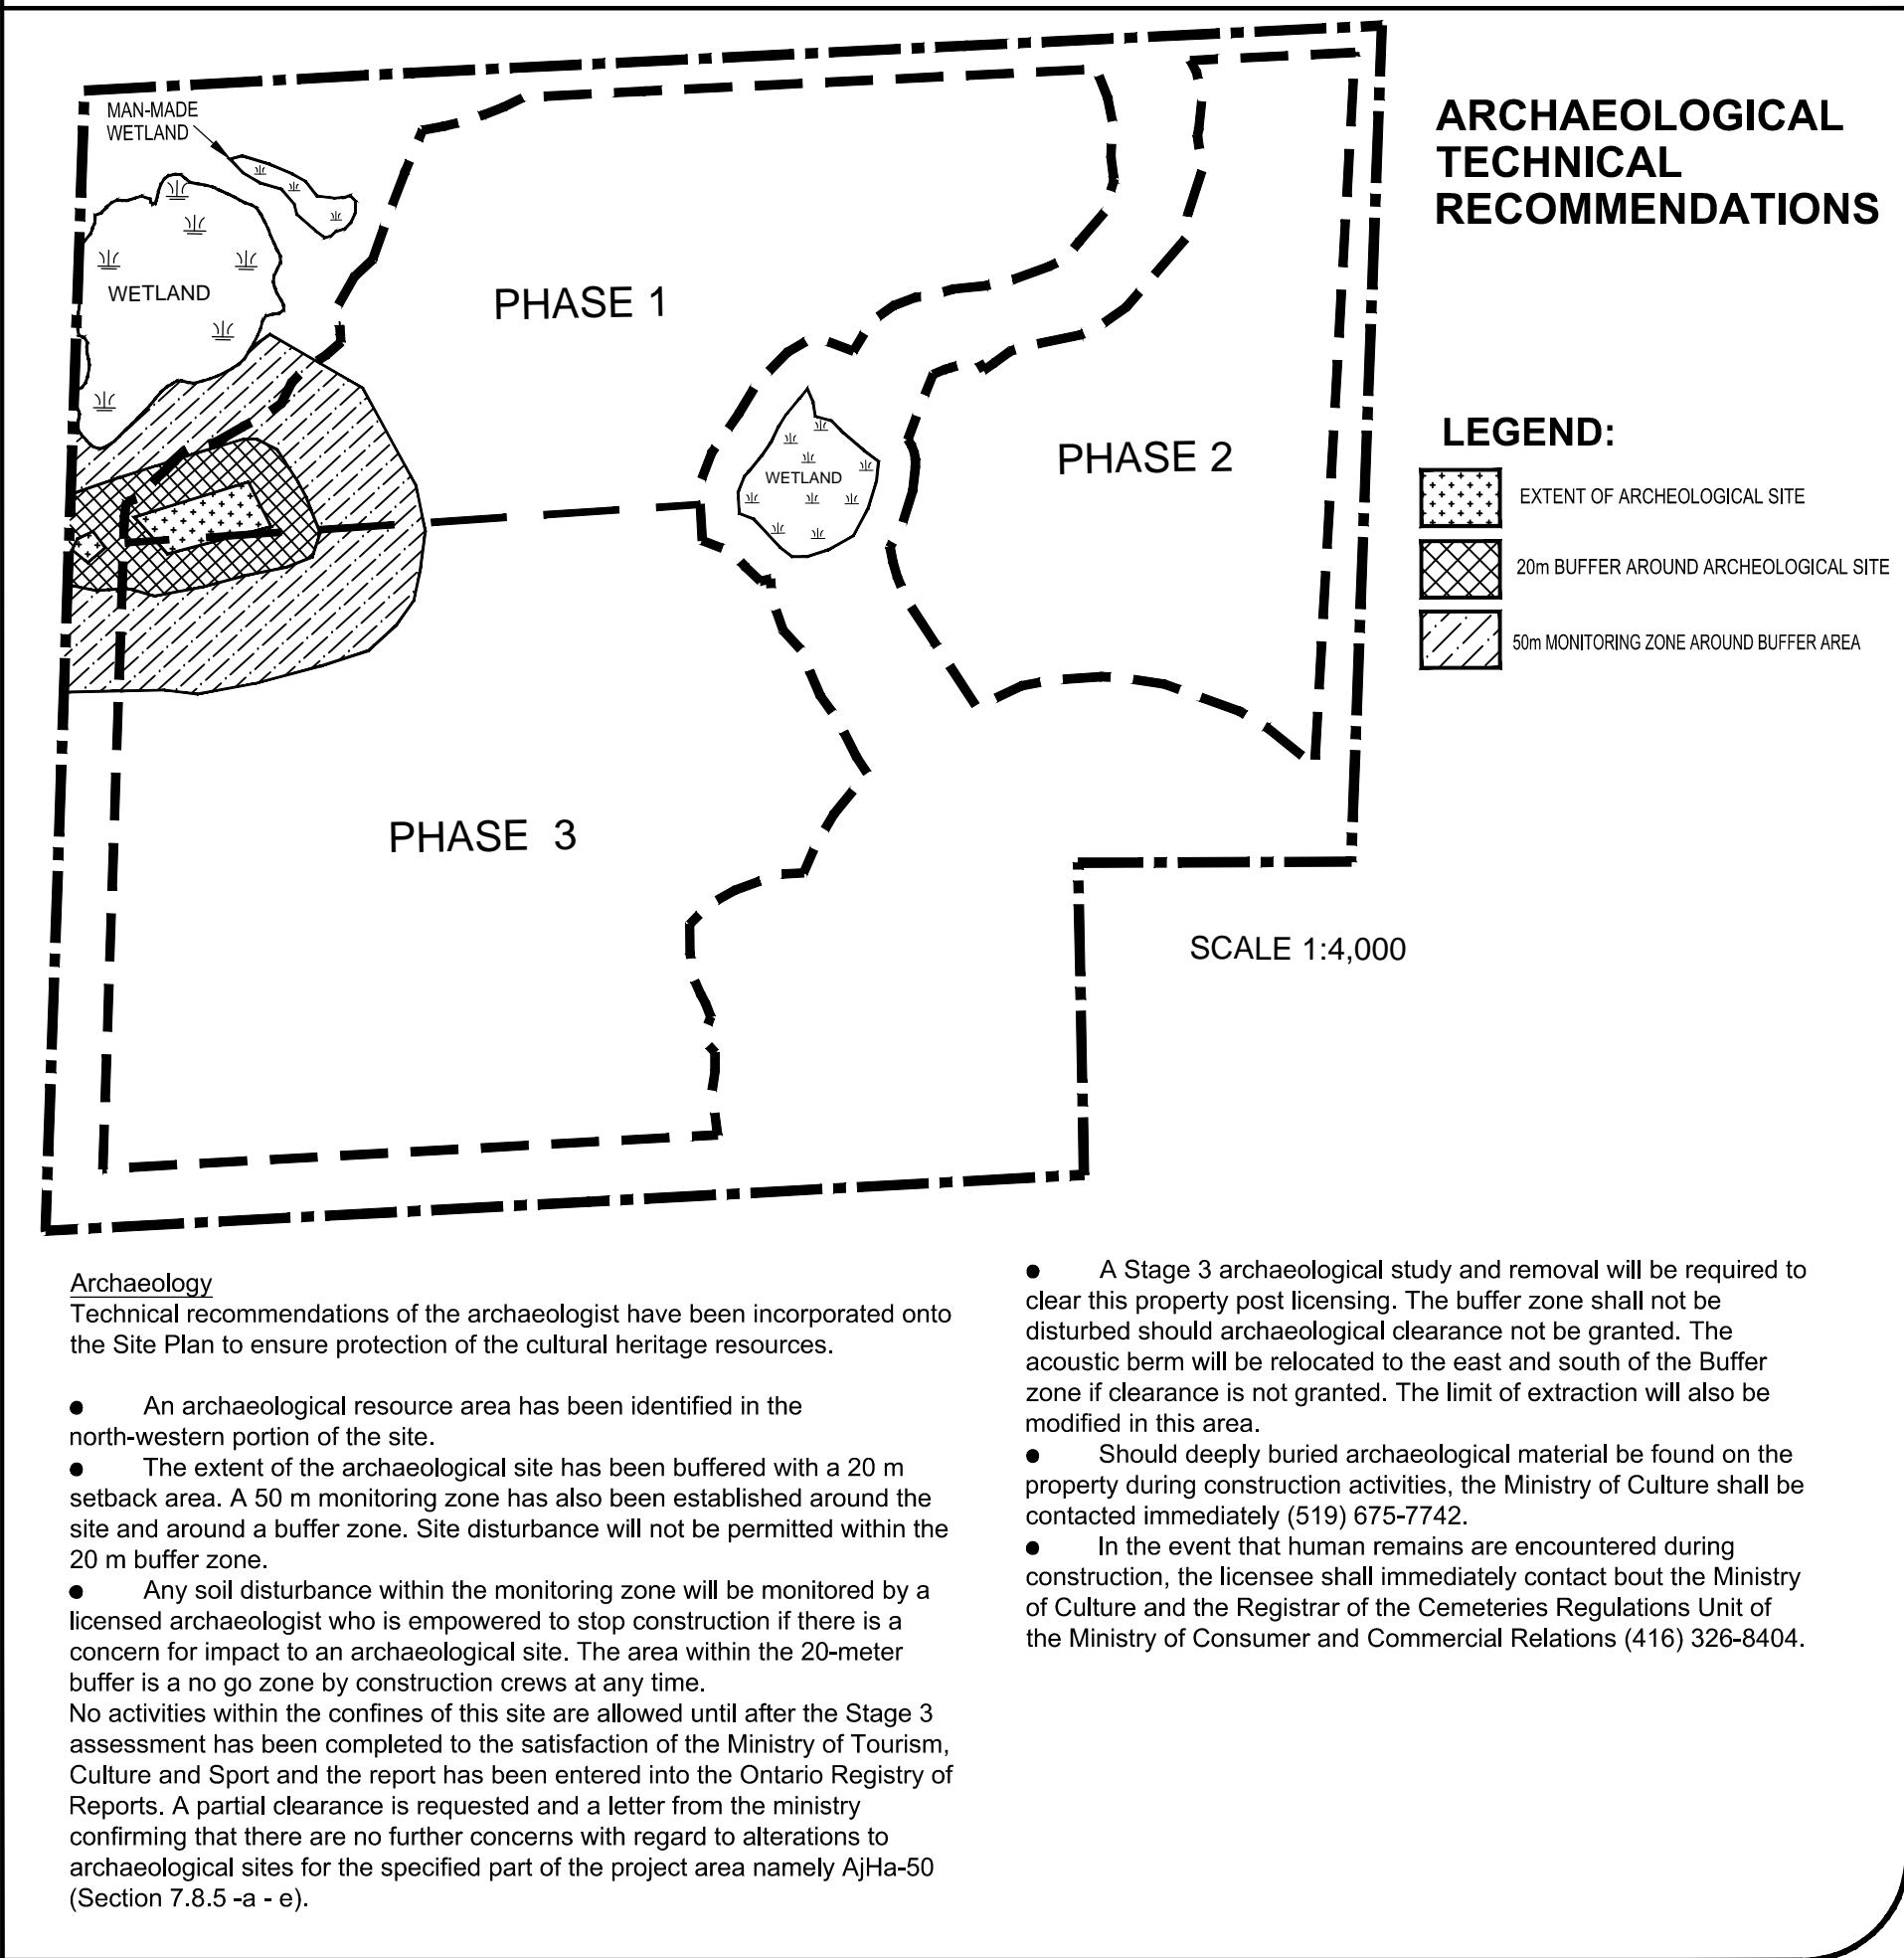 ARCHAEOLOGICAL
TECHNICAL
RECOMMENDATIONS
MAN-MADE
WETLAND
WETLAND
PHASE 1
WETLAND
PHASE 2
PHASE 3
LEGEND:
EXTENT OF ARCHEOLOGICAL SITE
20m BUFFER AROUND ARCHEOLOGICAL SITE
50m MONITORING ZONE AROUND BUFFER AREA
SCALE 1:4,000
Archaeology
Technical recommendations of the archaeologist have been incorporated onto
the Site Plan to ensure protection of the cultural heritage resources.
● An archaeological resource area has been identified in the
north-western portion of the site.
● The extent of the archaeological site has been buffered with a 20 m
setback area. A 50 m monitoring zone has also been established around the
site and around a buffer zone. Site disturbance will not be permitted within the
20 m buffer zone.
● Any soil disturbance within the monitoring zone will be monitored by a
licensed archaeologist who is empowered to stop construction if there is a
concern for impact to an archaeological site. The area within the 20-meter
buffer is a no go zone by construction crews at any time.
No activities within the confines of this site are allowed until after the Stage 3
assessment has been completed to the satisfaction of the Ministry of Tourism,
Culture and Sport and the report has been entered into the Ontario Registry of
Reports. A partial clearance is requested and a letter from the ministry
confirming that there are no further concerns with regard to alterations to
archaeological sites for the specified part of the project area namely AjHa-50
(Section 7.8.5 -a - e).
● A Stage 3 archaeological study and removal will be required to
clear this property post licensing. The buffer zone shall not be
disturbed should archaeological clearance not be granted. The
acoustic berm will be relocated to the east and south of the Buffer
zone if clearance is not granted. The limit of extraction will also be
modified in this area.
● Should deeply buried archaeological material be found on the
property during construction activities, the Ministry of Culture shall be
contacted immediately (519) 675-7742.
● In the event that human remains are encountered during
construction, the licensee shall immediately contact bout the Ministry
of Culture and the Registrar of the Cemeteries Regulations Unit of
the Ministry of Consumer and Commercial Relations (416) 326-8404.